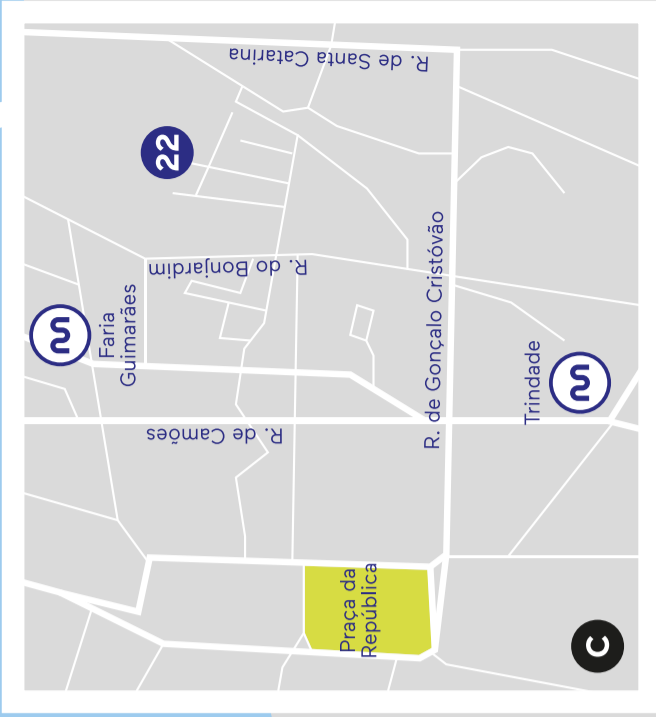 R. de Santa Catarina
22
R. do Bonjardim
Faria
Guimarães
R. de Gonçalo Cristóvão
Trindade
R. de Camões
Praça da
República
C